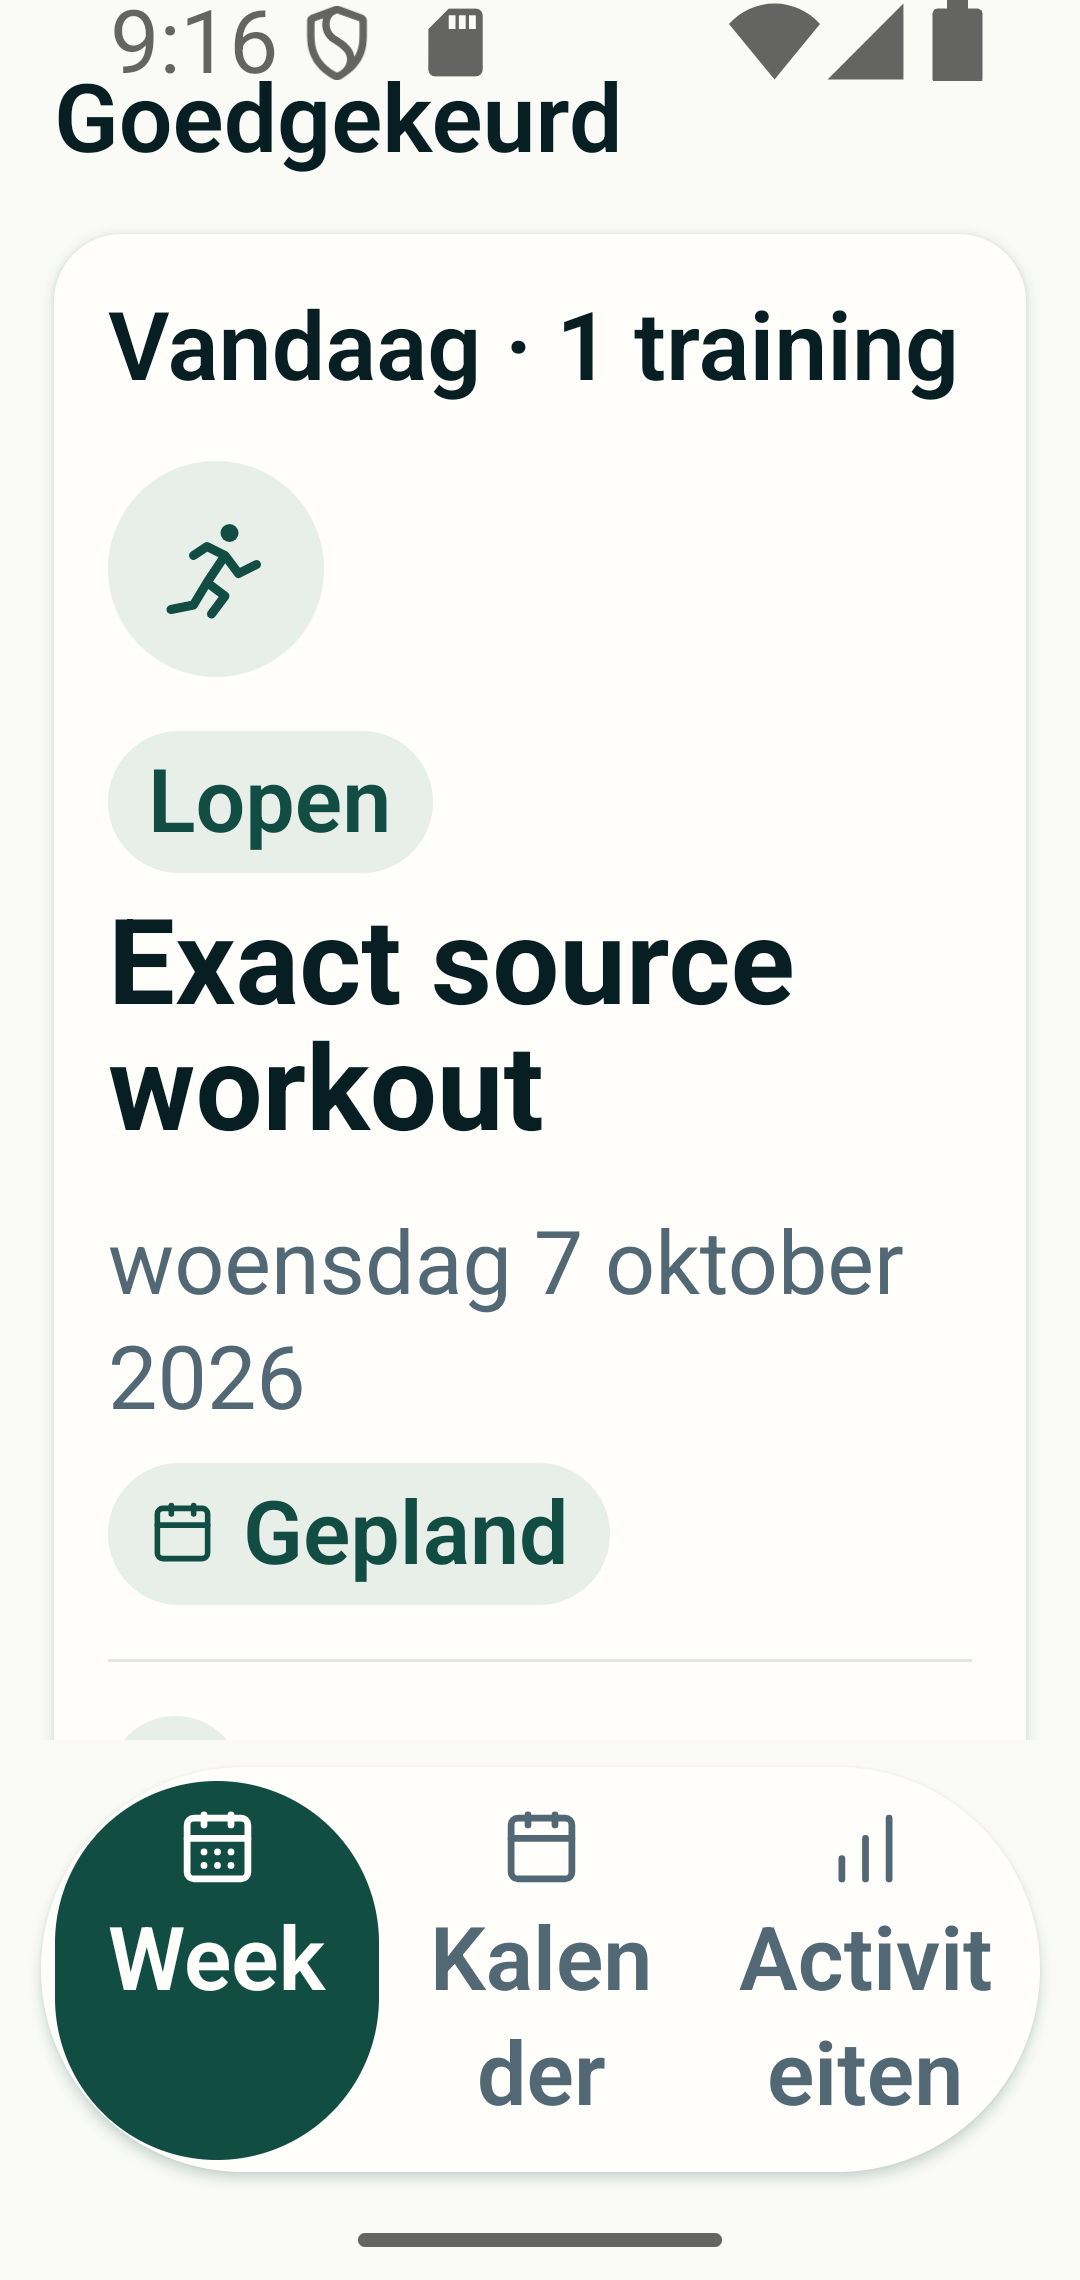 9:16
Goedgekeurd
Vandaag · 1 training
Lopen
Exact source
workout
woensdag 7 oktober
2026
Gepland
Week
Kalen
der
Activit
eiten